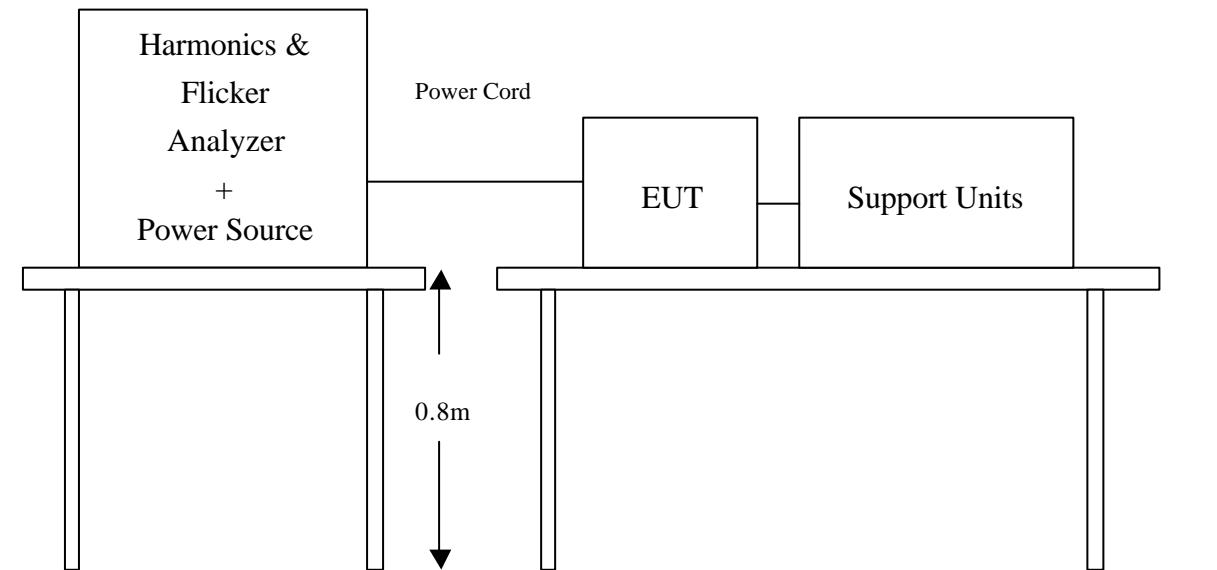 Harmonics &
Flicker
Analyzer
+
Power Source
Power Cord
EUT
Support Units
0.8m